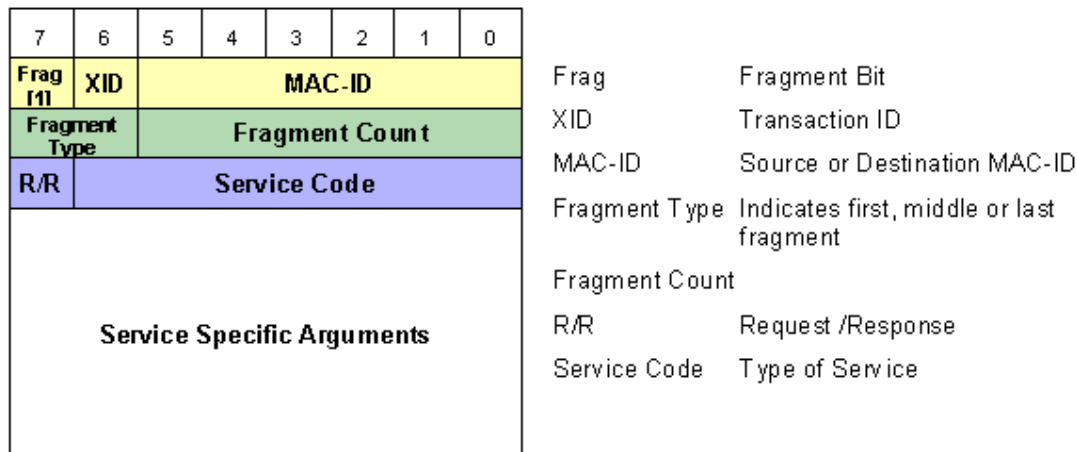 7 6 5 4 3 2 1 0
Frag [1] XID MAC-ID
Fragment Type Fragment Count
R/R Service Code
Service Specific Arguments
Frag Fragment Bit
XID Transaction ID
MAC-ID Source or Destination MAC-ID
Fragment Type Indicates first, middle or last
fragment
Fragment Count
R/R Request /Response
Service Code Type of Service